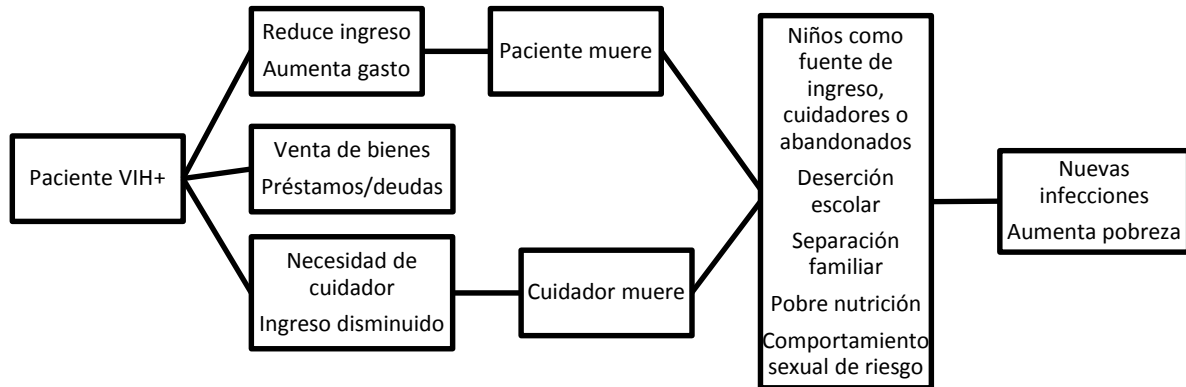 Paciente VIH+
Reduce ingreso
Aumenta gasto
Venta de bienes
Préstamos/deudas
Necesidad de
cuidador
Ingreso disminuido
Paciente muere
Cuidador muere
Niños como
fuente de
ingreso,
cuidadores o
abandonados
Deserción
escolar
Separación
familiar
Pobre nutrición
Comportamiento
sexual de riesgo
Nuevas
infecciones
Aumenta pobreza